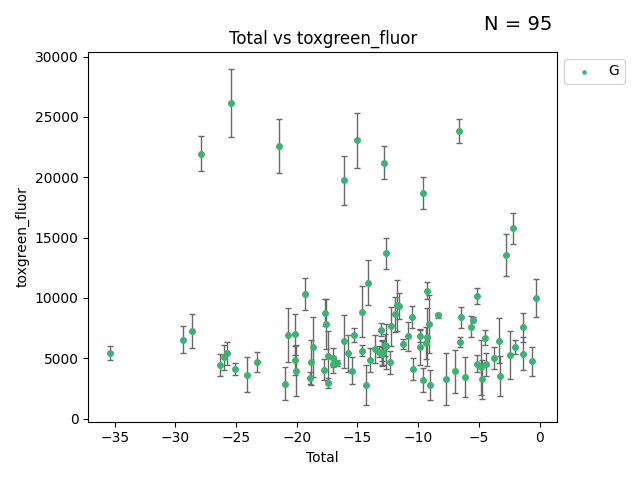 N = 95
Total vs toxgreen_fluor
G
30000
25000
20000
15000
10000
5000
0
toxgreen_fluor
−35 −30 −25 −20 −15 −10 −5 0
Total